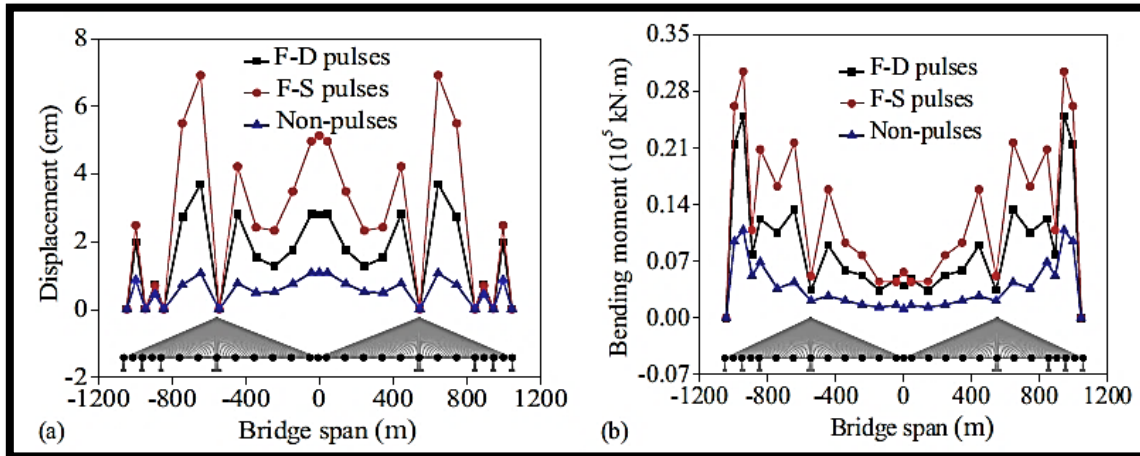 8
6
4
2
0
-2
Displacement (cm)
F-D pulses
F-S pulses
Non-pulses
-1200 -800 -400 0 400 800 1200
(a)
Bridge span (m)
0.35
0.28
0.21
0.14
0.07
0.00
-0.07
Bending moment (10⁵ kN·m)
F-D pulses
F-S pulses
Non-pulses
-1200 -800 -400 0 400 800 1200
(b)
Bridge span (m)